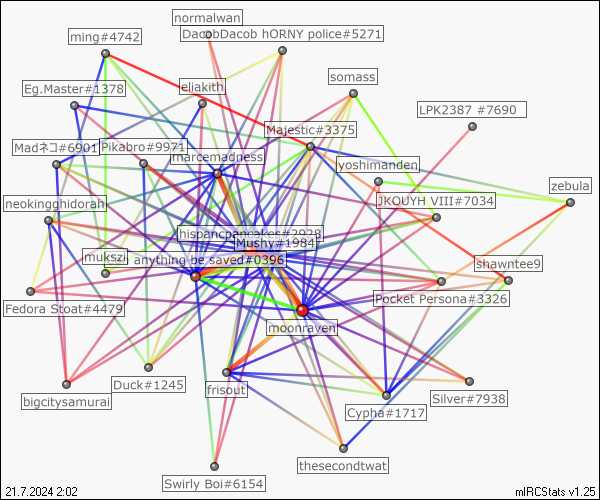 normalwan
ming#4742
DacobDacob hORNY police#5271
somass
Eg.Master#1378
eliakith
LPK2387 #7690
Majestic#3375
Madネコ#6901
Pikabro#9971
marcemadness
yoshimanden
zebula
neokingghidorah
JKOUYH VIII#7034
hispancpancakes#2928
Mushy#1984
mukszi
anything be saved#0396
shawntee9
Fedora Stoat#4479
Pocket Persona#3326
moonraven
Duck#1245
frisout
bigcitysamurai
Cypha#1717
Silver#7938
thesecondtwat
Swirly Boi#6154
21.7.2024 2:02
mIRCStats v1.25